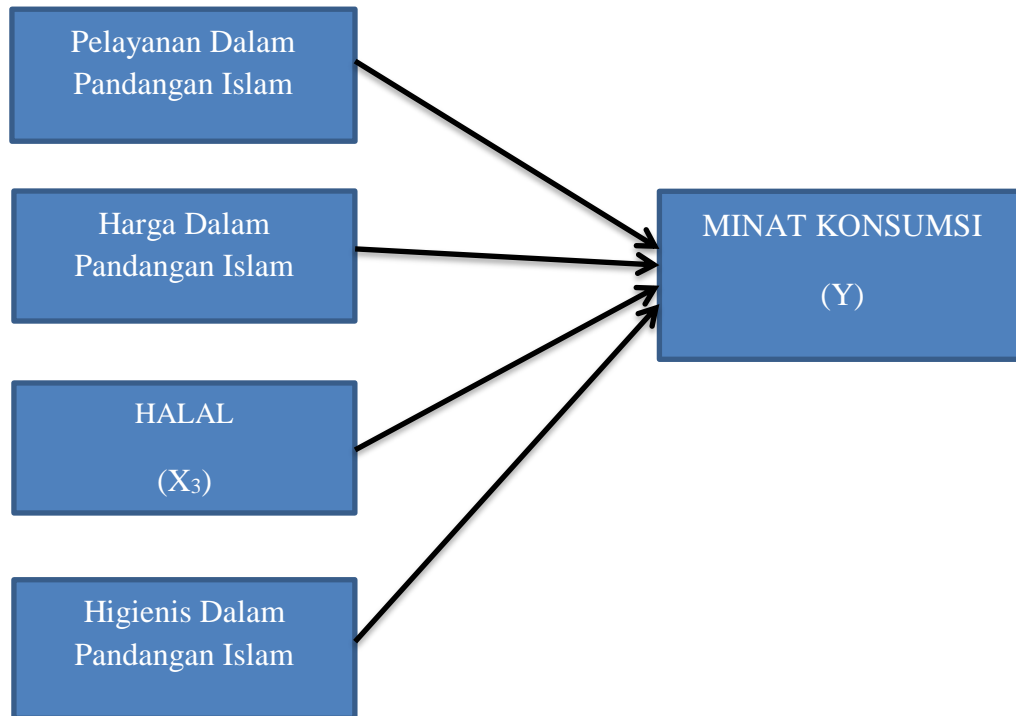 Pelayanan Dalam
Pandangan Islam
Harga Dalam
Pandangan Islam
HALAL
(X₃)
Higienis Dalam
Pandangan Islam
MINAT KONSUMSI
(Y)